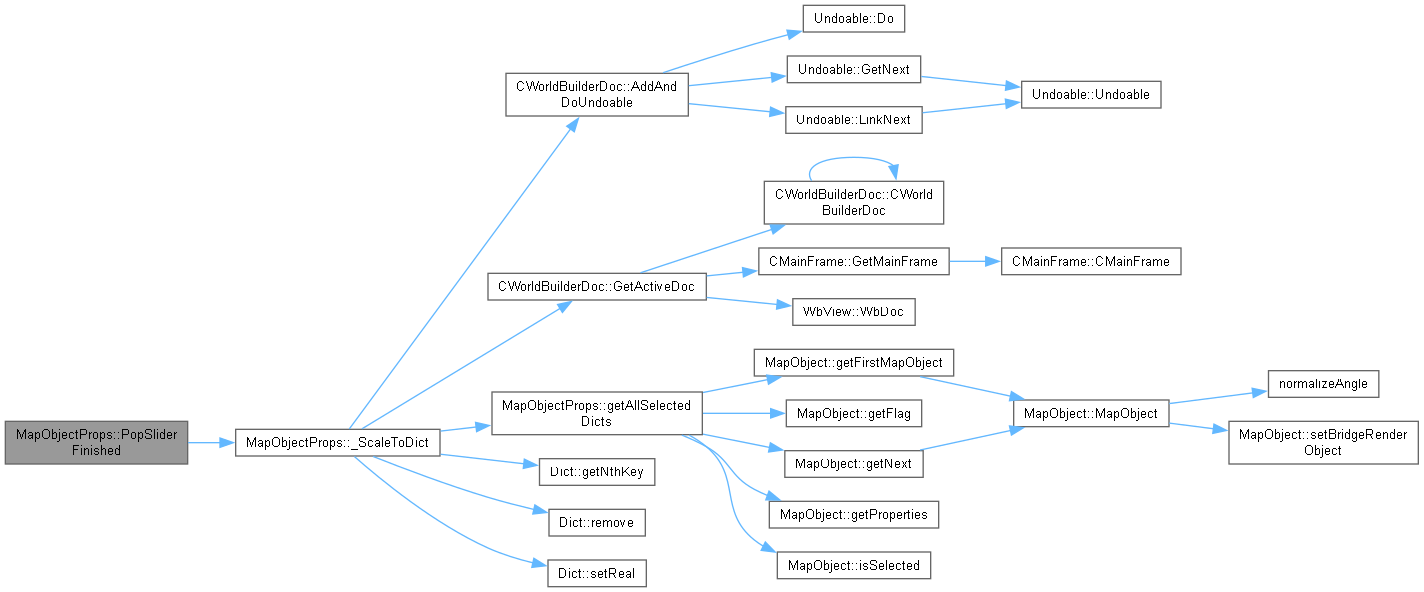 MapObjectProps::PopSlider
Finished
MapObjectProps::_ScaleToDict
CWorldBuilderDoc::AddAnd
DoUndoable
Undoable::Do
Undoable::GetNext
Undoable::LinkNext
Undoable::Undoable
CWorldBuilderDoc::GetActiveDoc
CWorldBuilderDoc::CWorld
BuilderDoc
CMainFrame::GetMainFrame
CMainFrame::CMainFrame
WbView::WbDoc
MapObjectProps::getAllSelected
Dicts
MapObject::getFirstMapObject
MapObject::getFlag
MapObject::getNext
MapObject::getProperties
MapObject::isSelected
MapObject::MapObject
normalizeAngle
MapObject::setBridgeRender
Object
Dict::getNthKey
Dict::remove
Dict::setReal